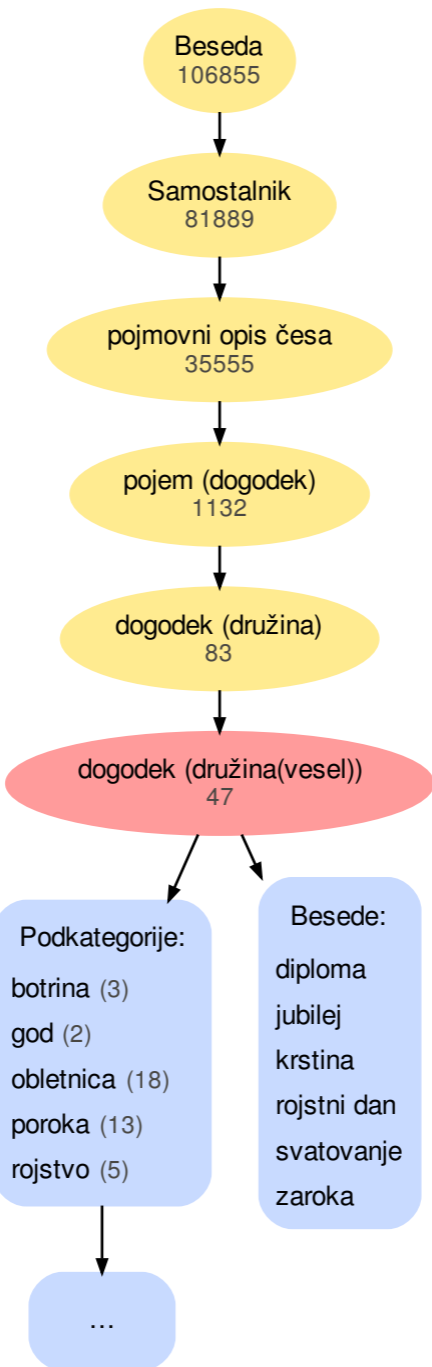 Beseda
106855
Samostalnik
81889
pojmovni opis česa
35555
pojem (dogodek)
1132
dogodek (družina)
83
dogodek (družina(vesel))
47
Podkategorije:
botrina (3)
god (2)
obletnica (18)
poroka (13)
rojstvo (5)
...
Besede:
diploma
jubilej
krstina
rojstni dan
svatovanje
zaroka